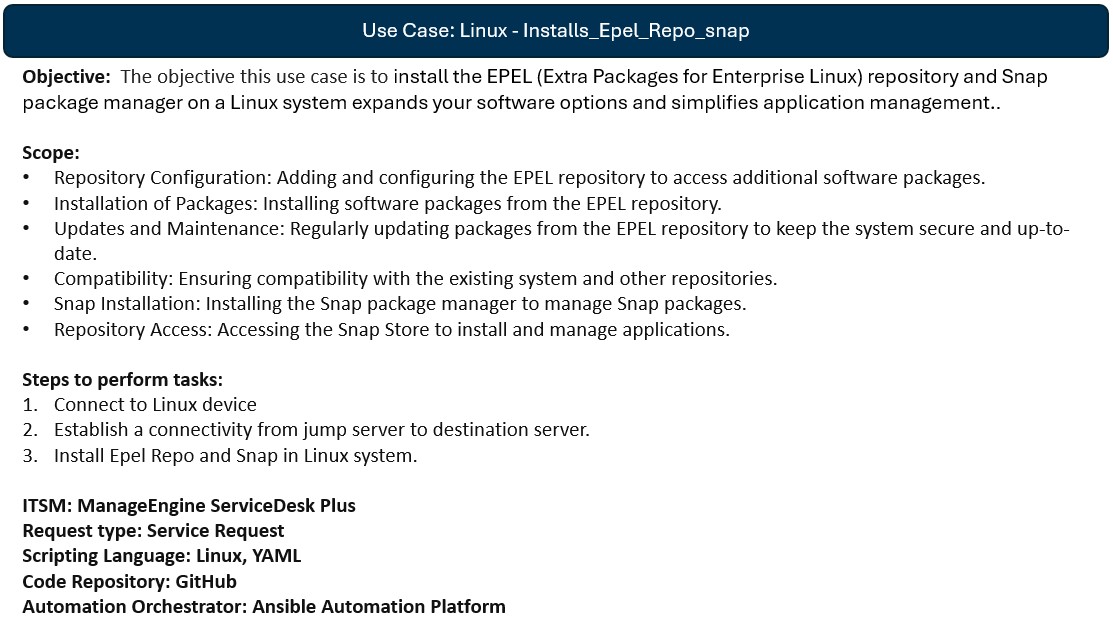 Use Case: Linux - Installs_Epel_Repo_snap
Objective: The objective this use case is to install the EPEL (Extra Packages for Enterprise Linux) repository and Snap
package manager on a Linux system expands your software options and simplifies application management..
Scope:
• Repository Configuration: Adding and configuring the EPEL repository to access additional software packages.
• Installation of Packages: Installing software packages from the EPEL repository.
• Updates and Maintenance: Regularly updating packages from the EPEL repository to keep the system secure and up-to-
date.
• Compatibility: Ensuring compatibility with the existing system and other repositories.
• Snap Installation: Installing the Snap package manager to manage Snap packages.
• Repository Access: Accessing the Snap Store to install and manage applications.
Steps to perform tasks:
1. Connect to Linux device
2. Establish a connectivity from jump server to destination server.
3. Install Epel Repo and Snap in Linux system.
ITSM: ManageEngine ServiceDesk Plus
Request type: Service Request
Scripting Language: Linux, YAML
Code Repository: GitHub
Automation Orchestrator: Ansible Automation Platform